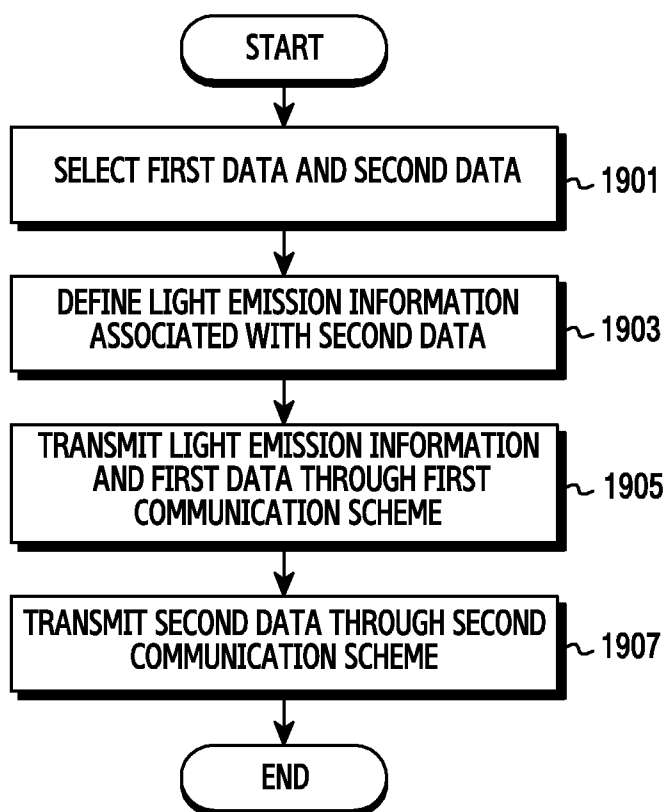 START
SELECT FIRST DATA AND SECOND DATA
1901
DEFINE LIGHT EMISSION INFORMATION
ASSOCIATED WITH SECOND DATA
1903
TRANSMIT LIGHT EMISSION INFORMATION
AND FIRST DATA THROUGH FIRST
COMMUNICATION SCHEME
1905
TRANSMIT SECOND DATA THROUGH SECOND
COMMUNICATION SCHEME
1907
END